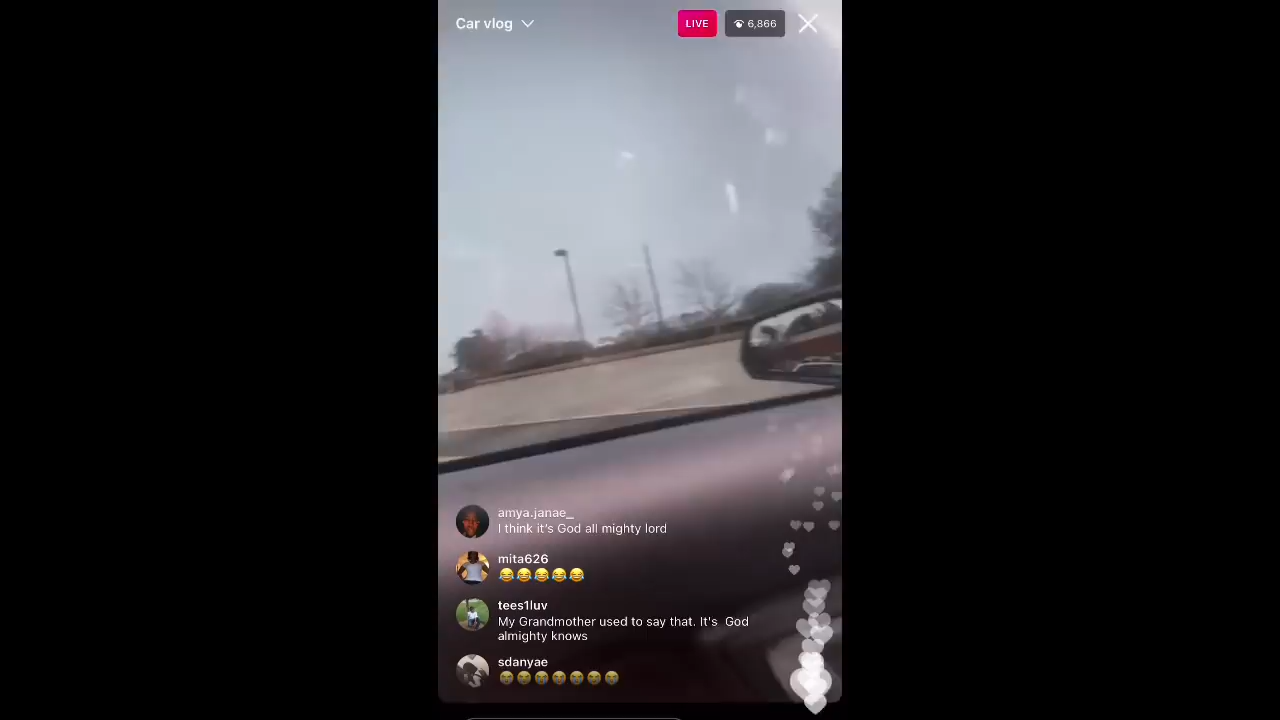 Car vlog
LIVE
6,866
amya.janae_
I think it's God all mighty lord
mita626
😂😂😂😂😂
tees1luv
My Grandmother used to say that. It's God
almighty knows
sdanyae
😭😭😭😭😭😭😭